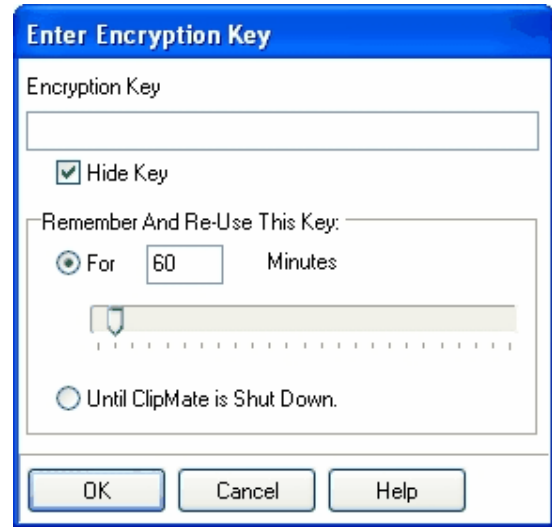 Enter Encryption Key
Encryption Key
Hide Key
Remember And Re-Use This Key:
For 60 Minutes
Until ClipMate is Shut Down.
OK Cancel Help